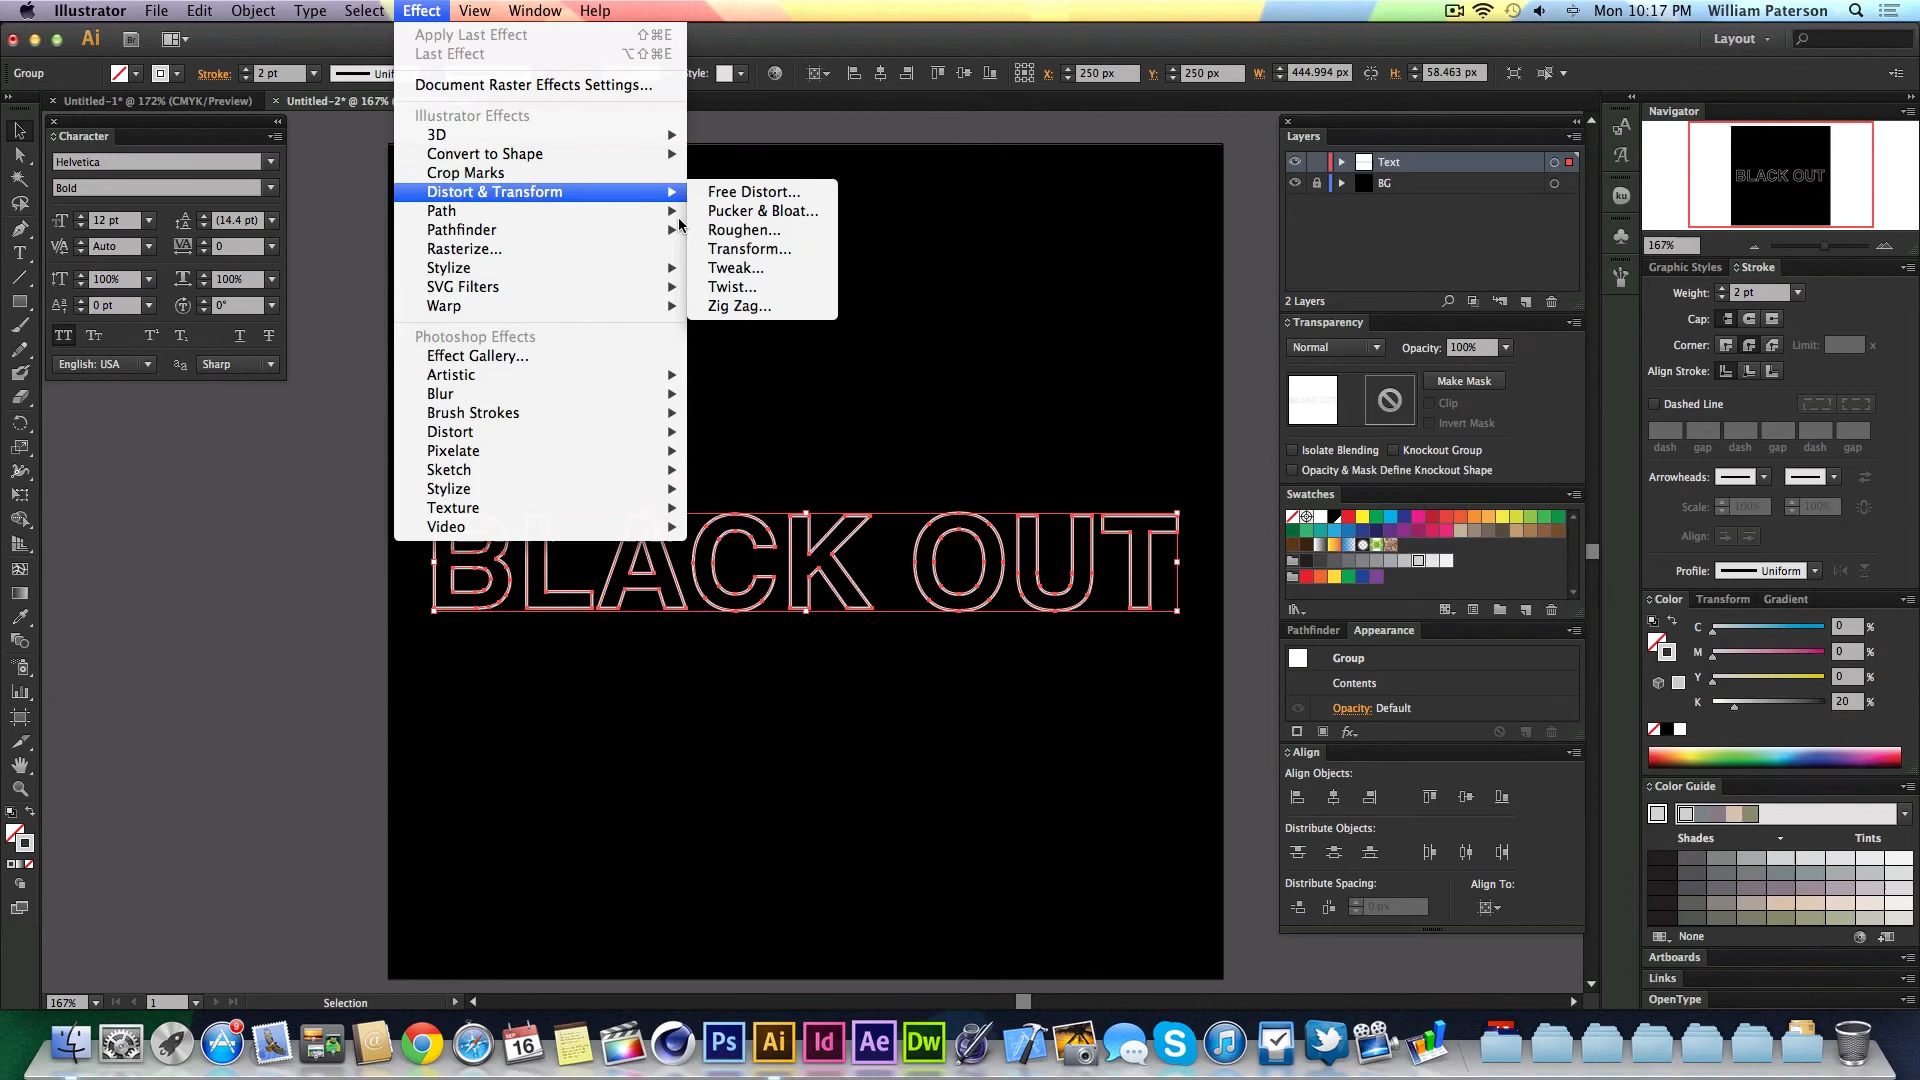 Illustrator File Edit Object Type Select Effect View Window Help Mon 10:17 PM William Paterson
Ai Br Layout
Group Stroke: 2 pt Style: X: 250 px Y: 250 px W: 444.994 px H: 58.463 px
Untitled-1* @ 172% (CMYK/Preview) Untitled-2* @ 167%
Character
Helvetica
Bold
12 pt (14.4 pt)
Auto 0
100% 100%
0 pt 0°
English: USA Sharp
Apply Last Effect ⇧⌘E
Last Effect ⌥⇧⌘E
Document Raster Effects Settings...
Illustrator Effects
3D
Convert to Shape
Crop Marks
Distort & Transform
Path
Pathfinder
Rasterize...
Stylize
SVG Filters
Warp
Photoshop Effects
Effect Gallery...
Artistic
Blur
Brush Strokes
Distort
Pixelate
Sketch
Stylize
Texture
Video
Free Distort...
Pucker & Bloat...
Roughen...
Transform...
Tweak...
Twist...
Zig Zag...
BLACK OUT
167% 1 Selection
Layers
Text
BG
2 Layers
Transparency
Normal Opacity: 100%
Make Mask
Clip
Invert Mask
Isolate Blending Knockout Group
Opacity & Mask Define Knockout Shape
Swatches
Pathfinder Appearance
Group
Contents
Opacity: Default
fx
Align
Align Objects:
Distribute Objects:
Distribute Spacing: Align To:
0 px
Navigator
BLACK OUT
167%
Graphic Styles Stroke
Weight: 2 pt
Cap:
Corner: Limit: x
Align Stroke:
Dashed Line
dash gap dash gap dash gap
Arrowheads:
Scale: 100% 100%
Align:
Profile: Uniform
Color Transform Gradient
C 0 %
M 0 %
Y 0 %
K 20 %
Color Guide
Shades Tints
None
Artboards
Links
OpenType
9 SEP 16 Ps Ai Id Ae Dw